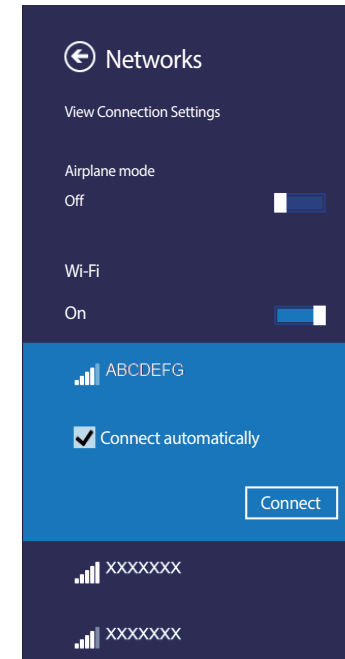 Networks
View Connection Settings
Airplane mode
Off
Wi-Fi
On
ABCDEFG
Connect automatically
Connect
XXXXXXX
XXXXXXX